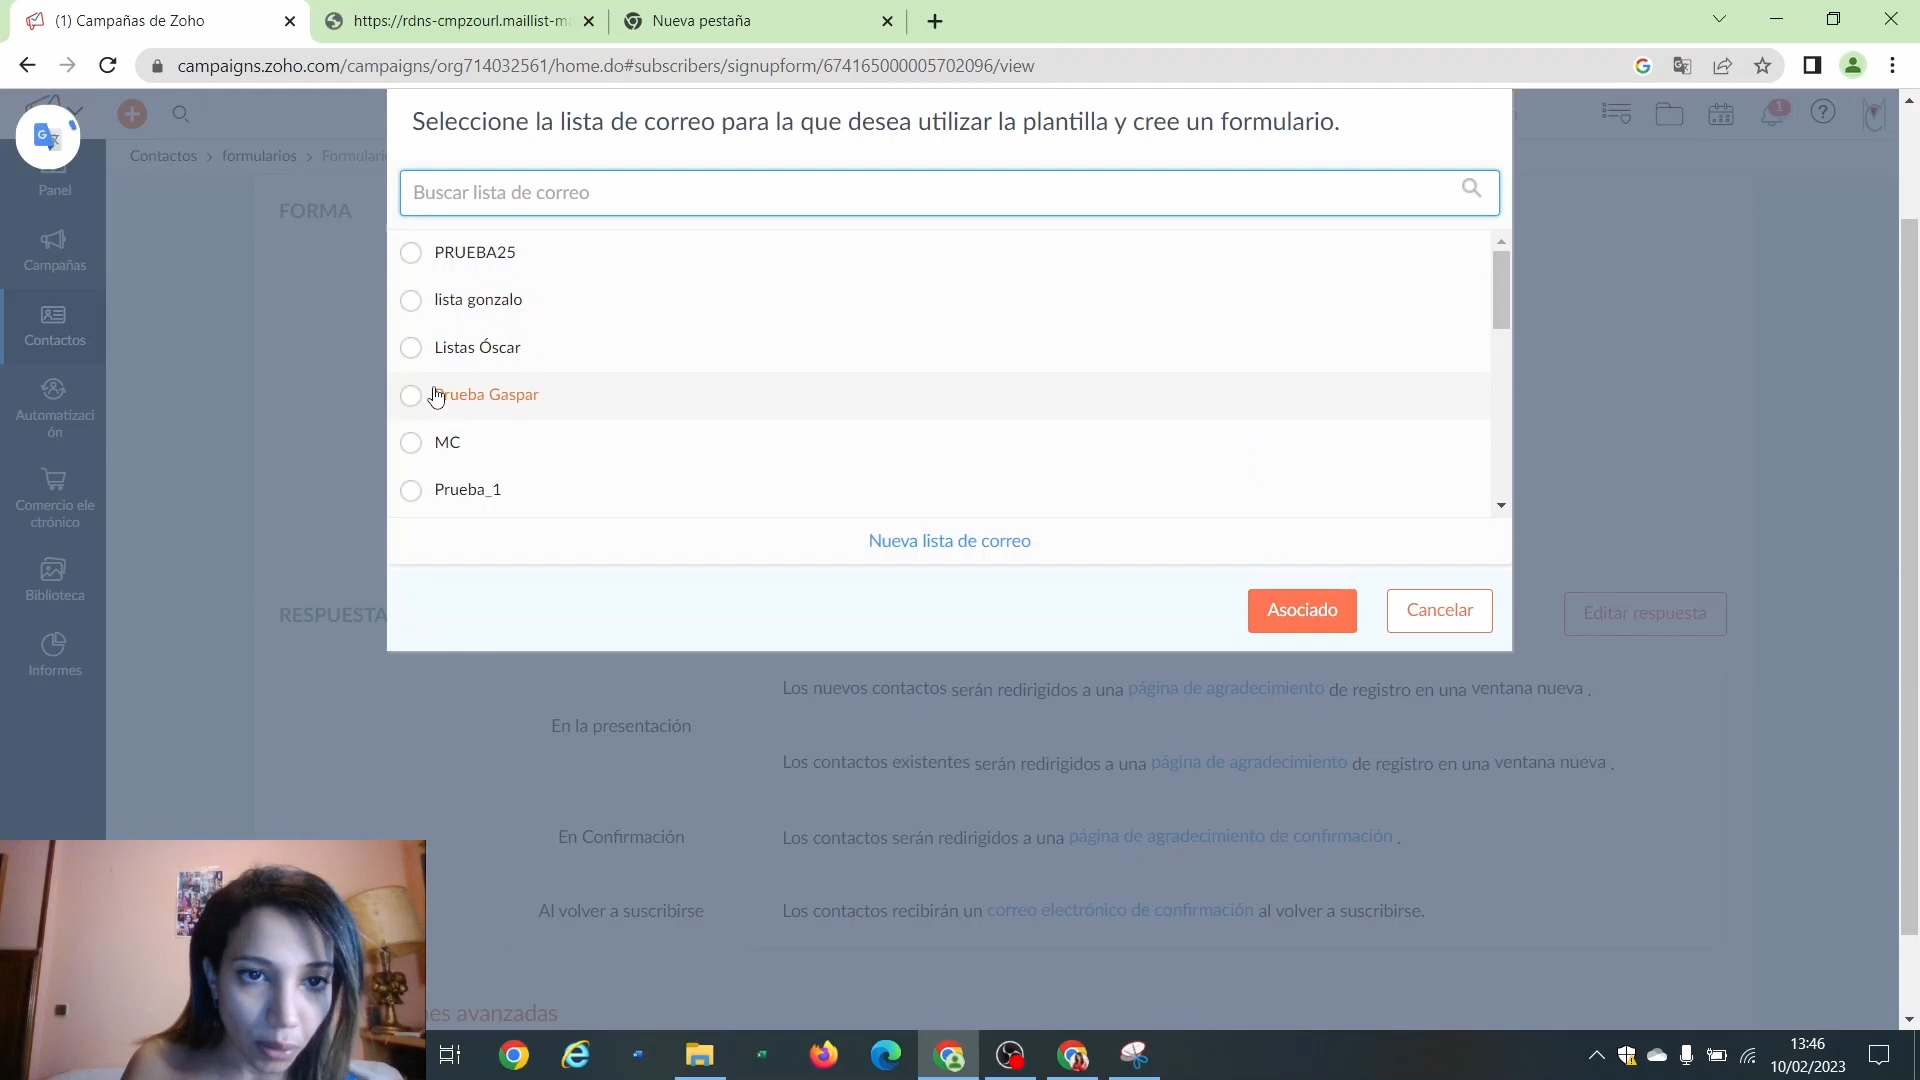 (1) Campañas de Zoho
https://rdns-cmpzourl.maillist-m
Nueva pestaña
campaigns.zoho.com/campaigns/org714032561/home.do#subscribers/signupform/674165000005702096/view
Seleccione la lista de correo para la que desea utilizar la plantilla y cree un formulario.
1
Contactos > formularios > Formulari
Panel
Buscar lista de correo
FORMA
PRUEBA25
Campañas
lista gonzalo
Contactos
Listas Óscar
Prueba Gaspar
Automatizaci
ón
MC
Prueba_1
Comercio ele
ctrónico
Nueva lista de correo
Biblioteca
Asociado
Cancelar
RESPUESTA
Editar respuesta
Informes
Los nuevos contactos serán redirigidos a una página de agradecimiento de registro en una ventana nueva .
En la presentación
Los contactos existentes serán redirigidos a una página de agradecimiento de registro en una ventana nueva .
En Confirmación
Los contactos serán redirigidos a una página de agradecimiento de confirmación .
Al volver a suscribirse
Los contactos recibirán un correo electrónico de confirmación al volver a suscribirse.
es avanzadas
13:46
10/02/2023